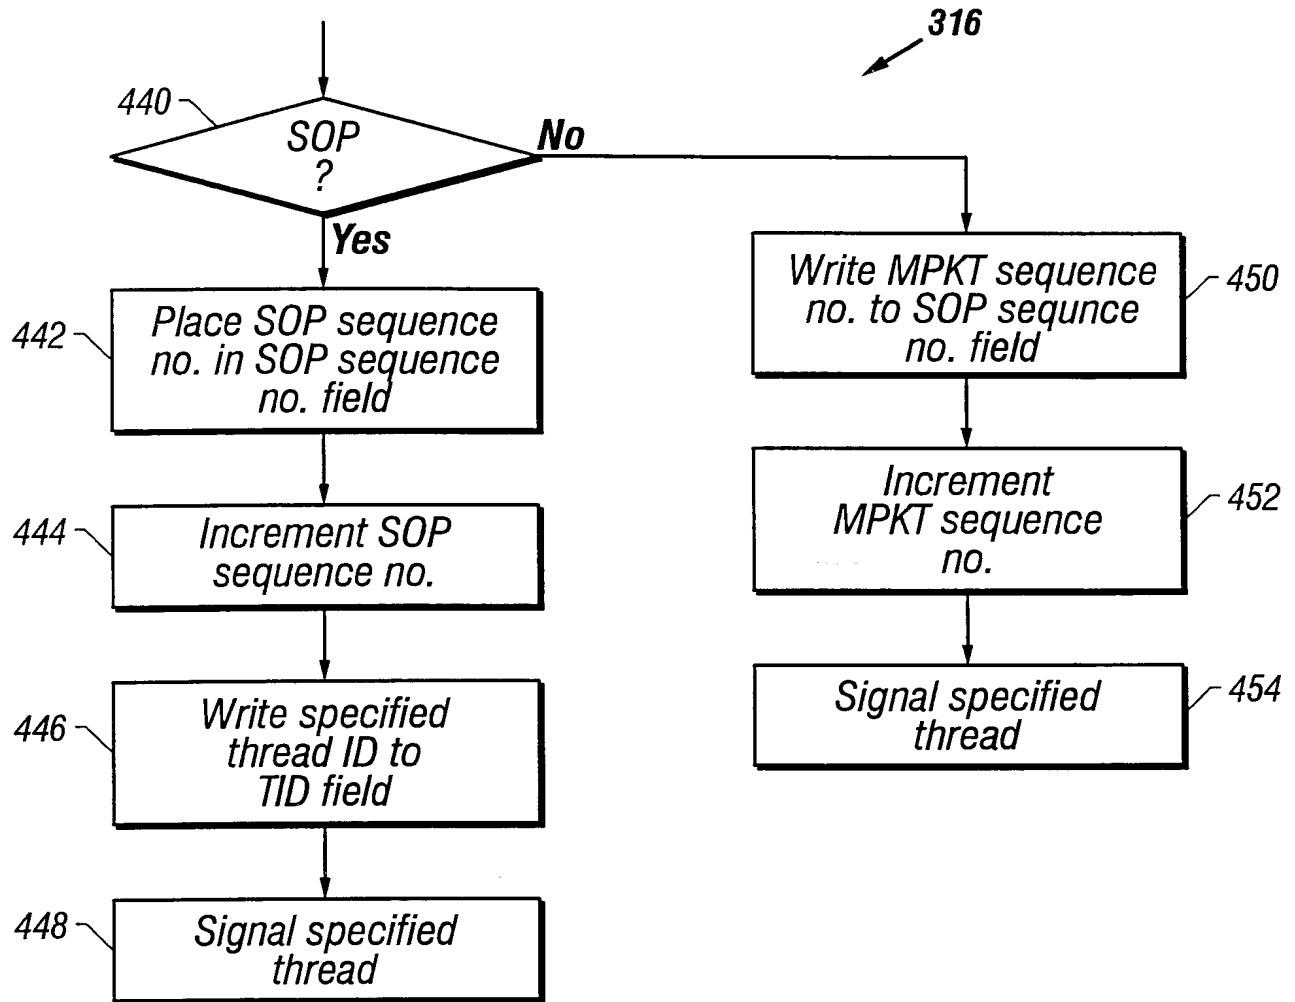 316
440
SOP
?
No
Yes
442
Place SOP sequence
no. in SOP sequence
no. field
444
Increment SOP
sequence no.
446
Write specified
thread ID to
TID field
448
Signal specified
thread
Write MPKT sequence
no. to SOP sequnce
no. field
450
Increment
MPKT sequence
no.
452
Signal specified
thread
454